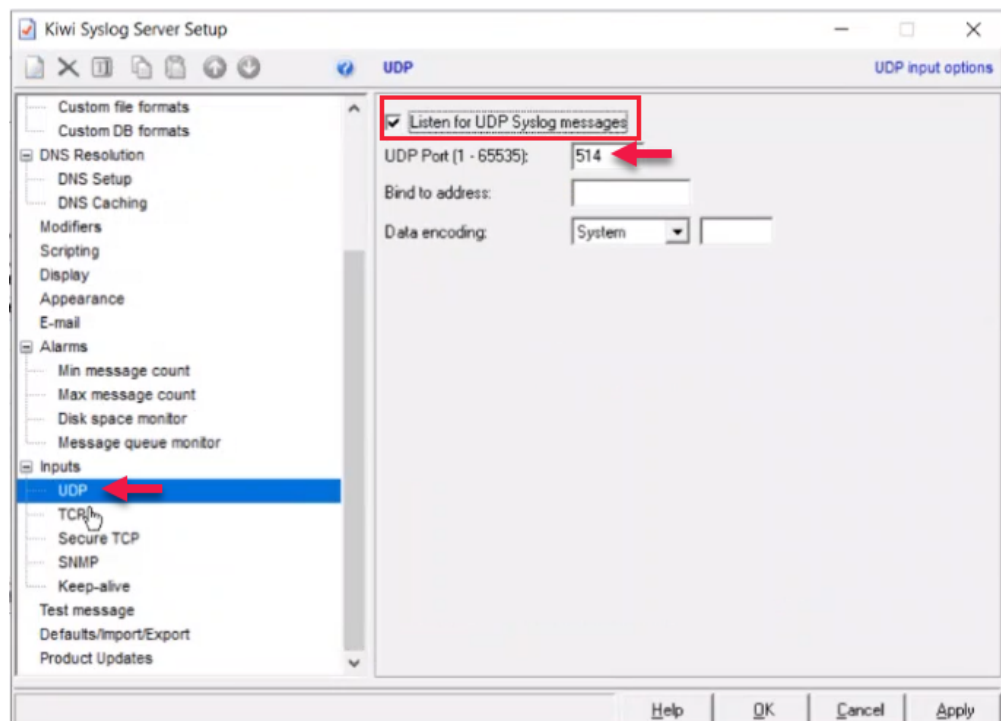 Kiwi Syslog Server Setup
UDP
UDP input options
Custom file formats
Custom DB formats
DNS Resolution
DNS Setup
DNS Caching
Modifiers
Scripting
Display
Appearance
E-mail
Alarms
Min message count
Max message count
Disk space monitor
Message queue monitor
Inputs
UDP
TCP
Secure TCP
SNMP
Keep-alive
Test message
Defaults/Import/Export
Product Updates
Listen for UDP Syslog messages
UDP Port (1 - 65535): 514
Bind to address:
Data encoding: System
Help OK Cancel Apply